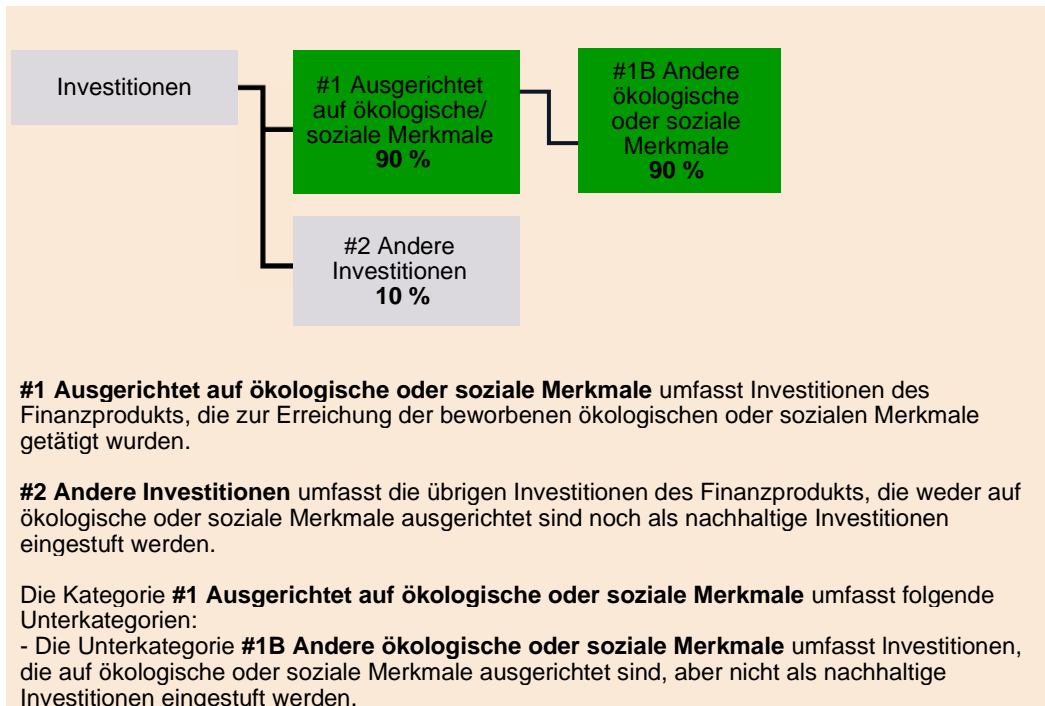 Investitionen
#1 Ausgerichtet
auf ökologische/
soziale Merkmale
90 %
#1B Andere
ökologische
oder soziale
Merkmale
90 %
#2 Andere
Investitionen
10 %
#1 Ausgerichtet auf ökologische oder soziale Merkmale umfasst Investitionen des
Finanzprodukts, die zur Erreichung der beworbenen ökologischen oder sozialen Merkmale
getätigt wurden.
#2 Andere Investitionen umfasst die übrigen Investitionen des Finanzprodukts, die weder auf
ökologische oder soziale Merkmale ausgerichtet sind noch als nachhaltige Investitionen
eingestuft werden.
Die Kategorie #1 Ausgerichtet auf ökologische oder soziale Merkmale umfasst folgende
Unterkategorien:
- Die Unterkategorie #1B Andere ökologische oder soziale Merkmale umfasst Investitionen,
die auf ökologische oder soziale Merkmale ausgerichtet sind, aber nicht als nachhaltige
Investitionen eingestuft werden.